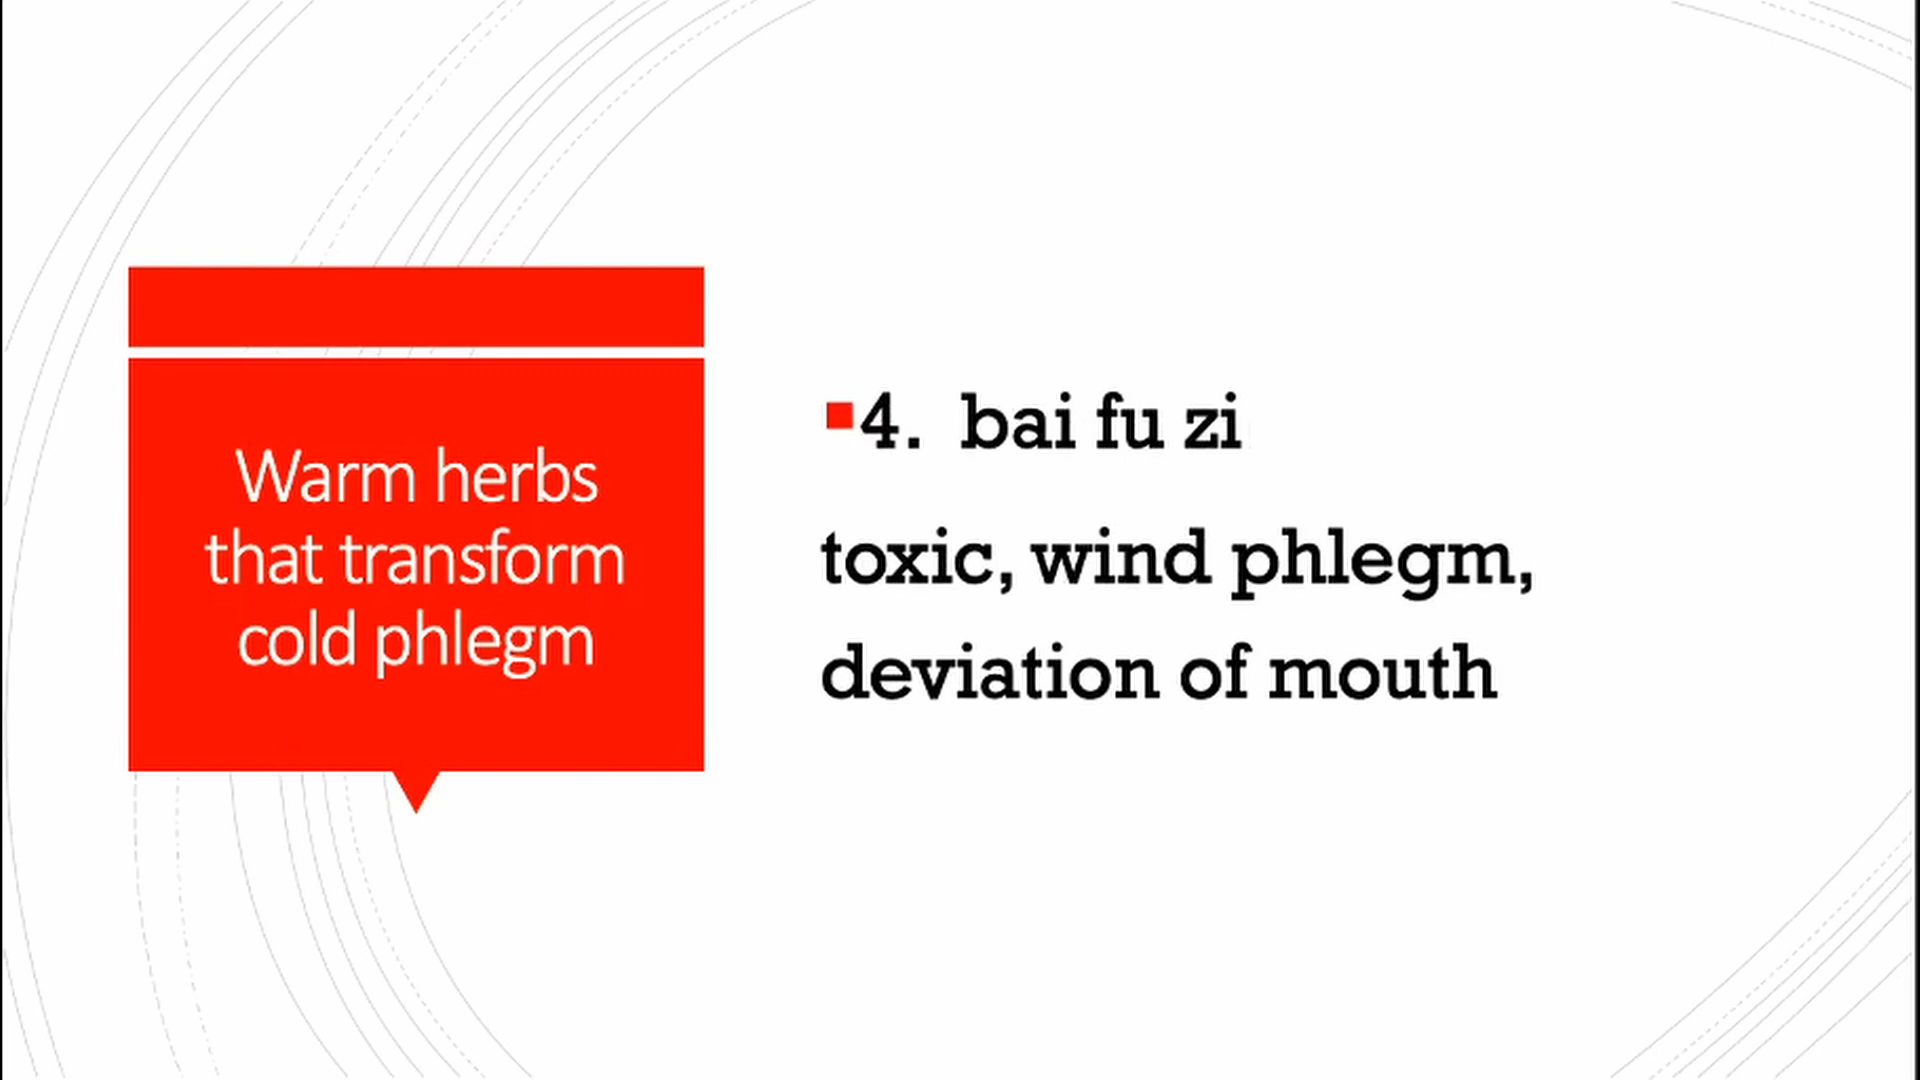 Warm herbs
that transform
cold phlegm
4. bai fu zi
toxic, wind phlegm,
deviation of mouth